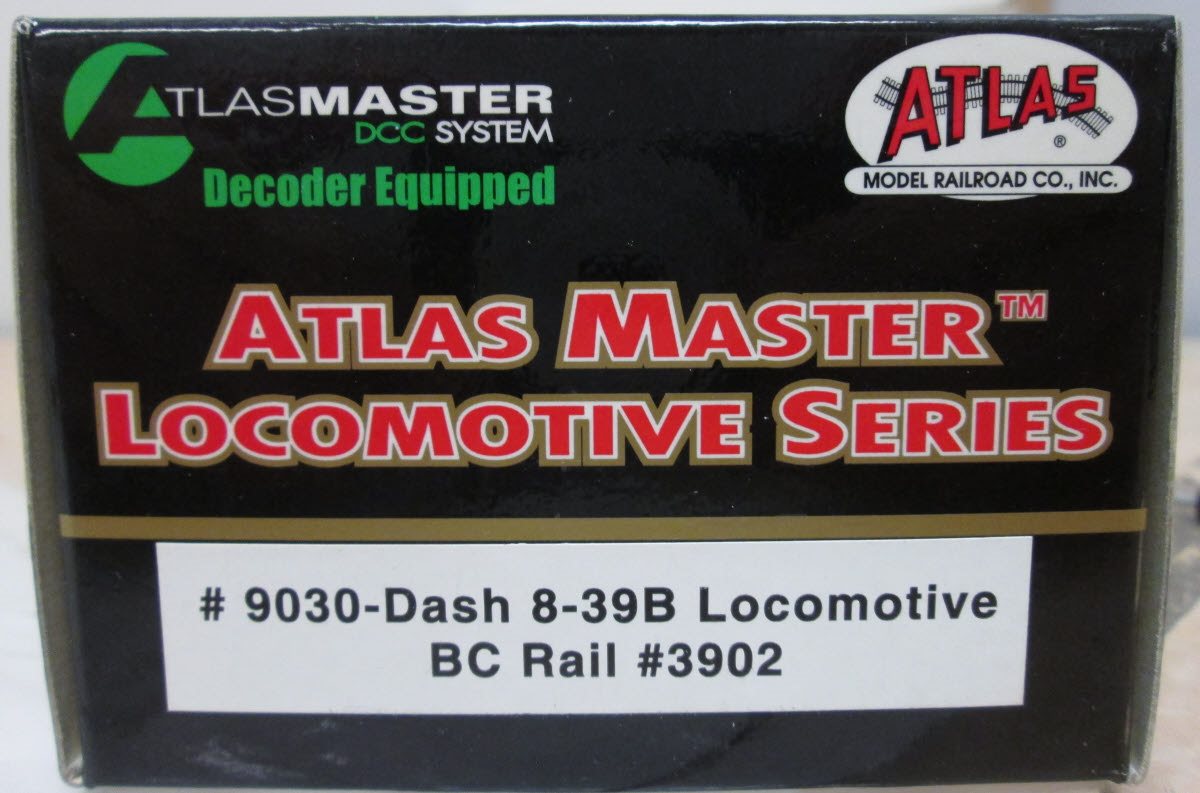 ATLASMASTER
DCC SYSTEM
Decoder Equipped
ATLAS
®
MODEL RAILROAD CO., INC.
ATLAS MASTER™
LOCOMOTIVE SERIES
# 9030-Dash 8-39B Locomotive
BC Rail #3902